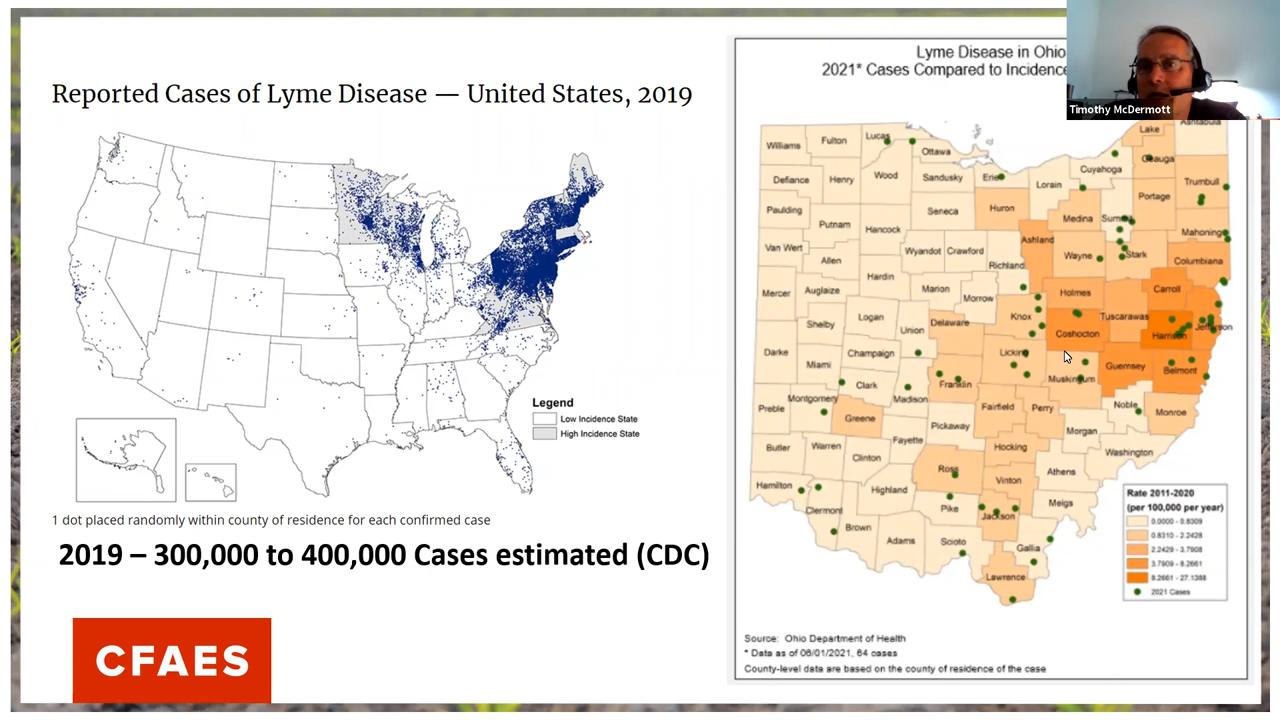 Reported Cases of Lyme Disease — United States, 2019
Legend
Low Incidence State
High Incidence State
1 dot placed randomly within county of residence for each confirmed case
2019 – 300,000 to 400,000 Cases estimated (CDC)
CFAES
Lyme Disease in Ohio
2021* Cases Compared to Incidence
Timothy McDermott
Williams
Fulton
Lucas
Ottawa
Lake
Ashtabula
Geauga
Cuyahoga
Defiance
Henry
Wood
Sandusky
Erie
Lorain
Trumbull
Portage
Paulding
Putnam
Hancock
Seneca
Huron
Medina
Summit
Mahoning
Van Wert
Allen
Wyandot
Crawford
Richland
Ashland
Wayne
Stark
Columbiana
Mercer
Auglaize
Hardin
Marion
Morrow
Holmes
Carroll
Shelby
Logan
Union
Delaware
Knox
Coshocton
Tuscarawas
Harrison
Jefferson
Darke
Miami
Champaign
Licking
Clark
Madison
Franklin
Muskingum
Guernsey
Belmont
Preble
Montgomery
Greene
Fairfield
Perry
Noble
Monroe
Pickaway
Morgan
Butler
Warren
Clinton
Fayette
Hocking
Washington
Ross
Vinton
Athens
Hamilton
Clermont
Highland
Pike
Jackson
Meigs
Brown
Adams
Scioto
Gallia
Lawrence
Rate 2011-2020
(per 100,000 per year)
0.0000 - 0.8309
0.8310 - 2.2428
2.2429 - 3.7908
3.7909 - 8.2661
8.2661 - 27.1388
2021 Cases
Source: Ohio Department of Health
* Data as of 06/01/2021, 64 cases
County-level data are based on the county of residence of the case